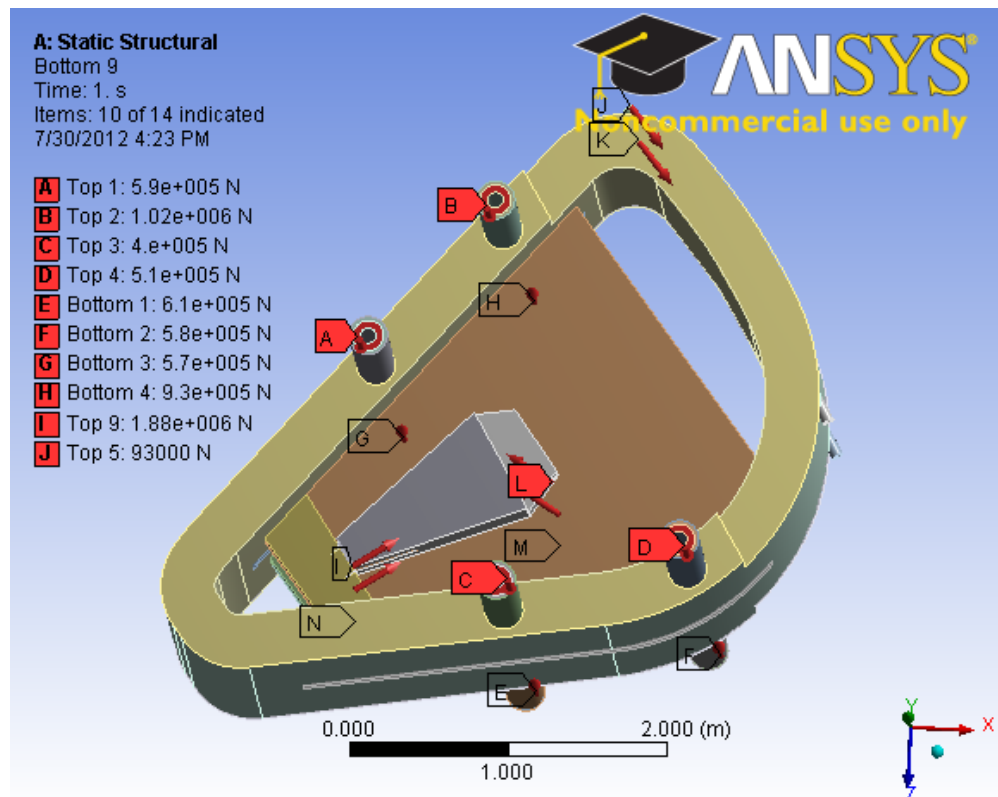 A: Static Structural
Bottom 9
Time: 1. s
Items: 10 of 14 indicated
7/30/2012 4:23 PM
A Top 1: 5.9e+005 N
B Top 2: 1.02e+006 N
C Top 3: 4.e+005 N
D Top 4: 5.1e+005 N
E Bottom 1: 6.1e+005 N
F Bottom 2: 5.8e+005 N
G Bottom 3: 5.7e+005 N
H Bottom 4: 9.3e+005 N
I Top 9: 1.88e+006 N
J Top 5: 93000 N
ANSYS®
Noncommercial use only
J
K
B
H
A
G
L
I
M
D
C
N
F
E
0.000
2.000 (m)
1.000
Y
X
Z